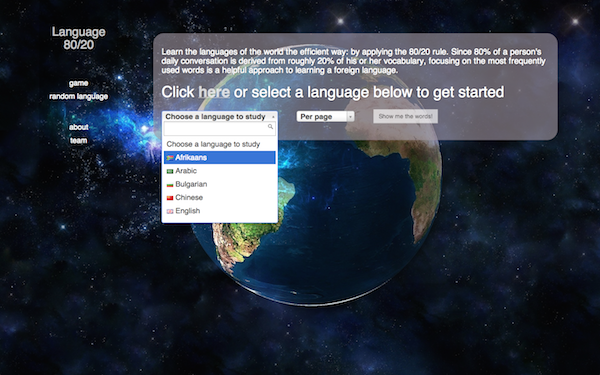 Language
80/20
game
random language
about
team
Learn the languages of the world the efficient way: by applying the 80/20 rule. Since 80% of a person's
daily conversation is derived from roughly 20% of his or her vocabulary, focusing on the most frequently
used words is a helpful approach to learning a foreign language.
Click here or select a language below to get started
Choose a language to study
Per page
Show me the words!
Choose a language to study
Afrikaans
Arabic
Bulgarian
Chinese
English